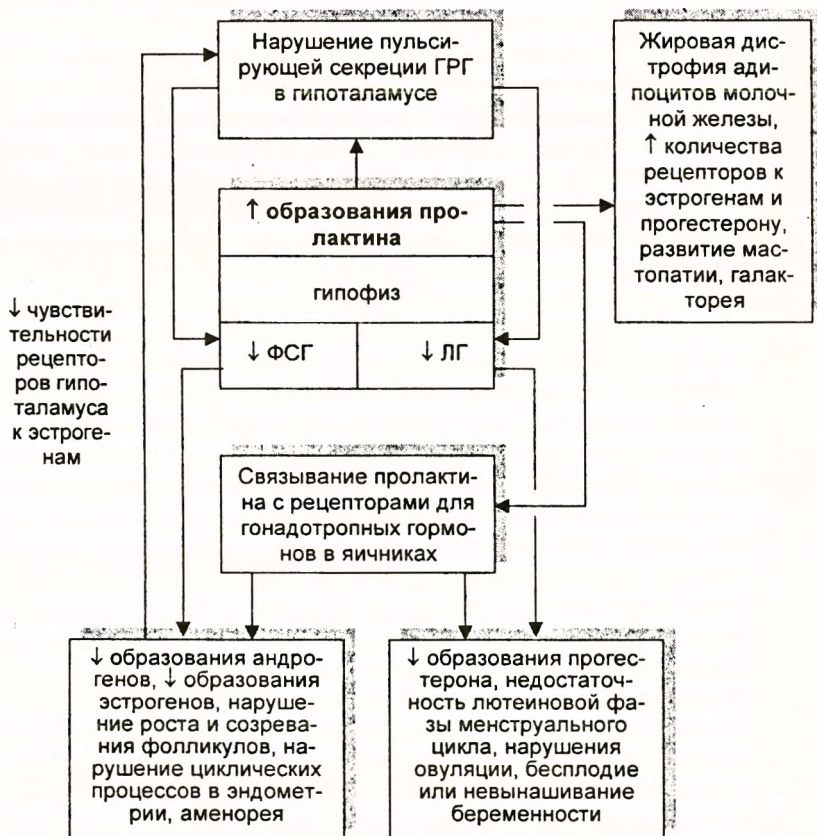 Нарушение пульси-
рующей секреции ГРГ
в гипоталамусе
Жировая дис-
трофия ади-
поцитов молоч-
ной железы,
↑ количества
рецепторов к
эстрогенам и
прогестерону,
развитие мас-
топатии, галак-
торея
↑ образования про-
лактина
гипофиз
↓ ФСГ
↓ ЛГ
↓ чувстви-
тельности
рецепто-
ров гипо-
таламуса
к эстроге-
нам
Связывание пролакти-
на с рецепторами для
гонадотропных гормо-
нов в яичниках
↓ образования андро-
генов, ↓ образования
эстрогенов, наруше-
ние роста и созрева-
ния фолликулов, на-
рушение циклических
процессов в эндомет-
рии, аменорея
↓ образования прогес-
терона, недостаточ-
ность лютеиновой фа-
зы менструального
цикла, нарушения
овуляции, бесплодие
или невынашивание
беременности